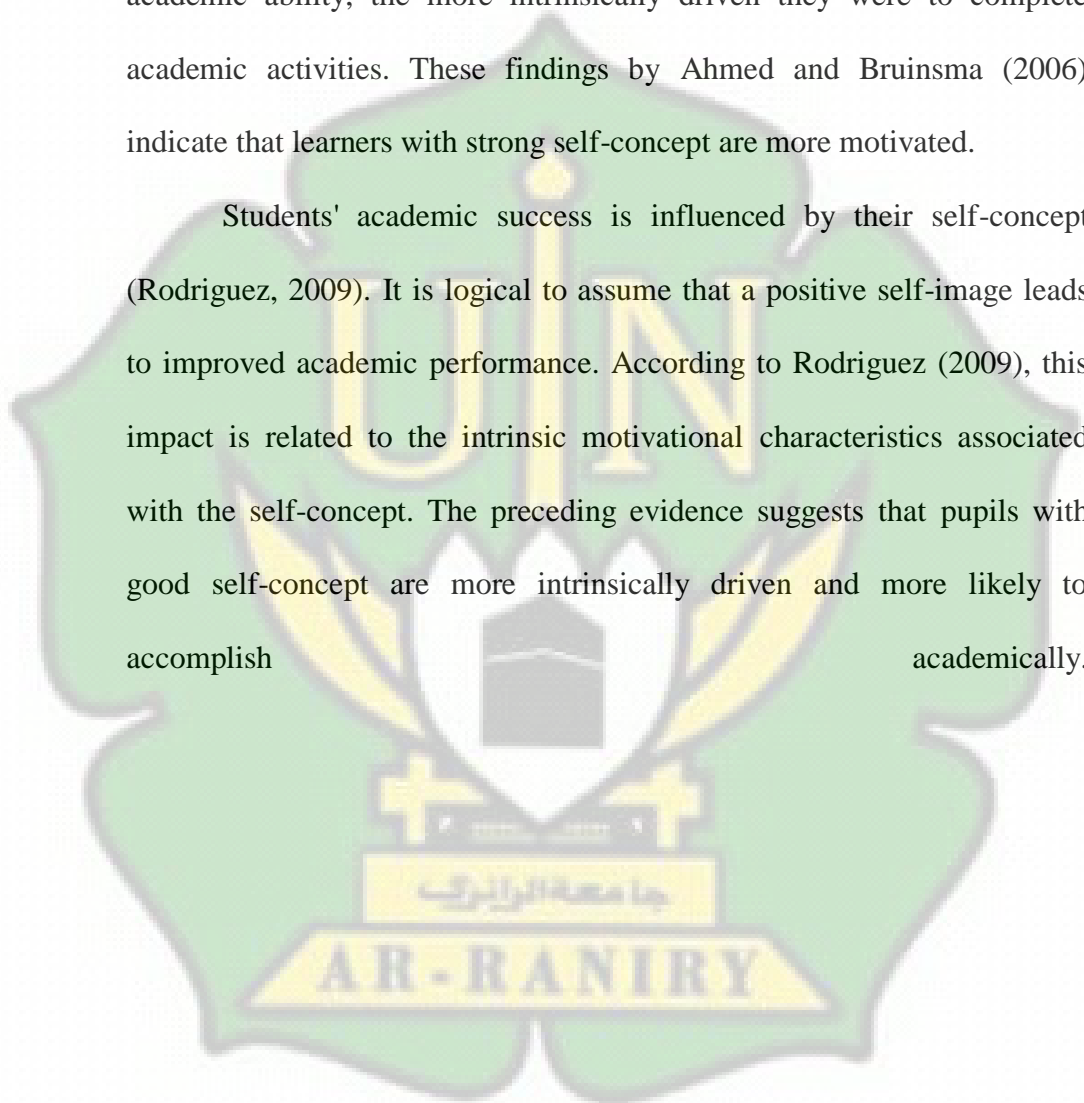 academic ability, the more intrinsically driven they were to complete
academic activities. These findings by Ahmed and Bruinsma (2006)
indicate that learners with strong self-concept are more motivated.
Students' academic success is influenced by their self-concept
(Rodriguez, 2009). It is logical to assume that a positive self-image leads
to improved academic performance. According to Rodriguez (2009), this
impact is related to the intrinsic motivational characteristics associated
with the self-concept. The preceding evidence suggests that pupils with
good self-concept are more intrinsically driven and more likely to
accomplish academically.
UIN
جامعة الرانري
AR-RANIRY